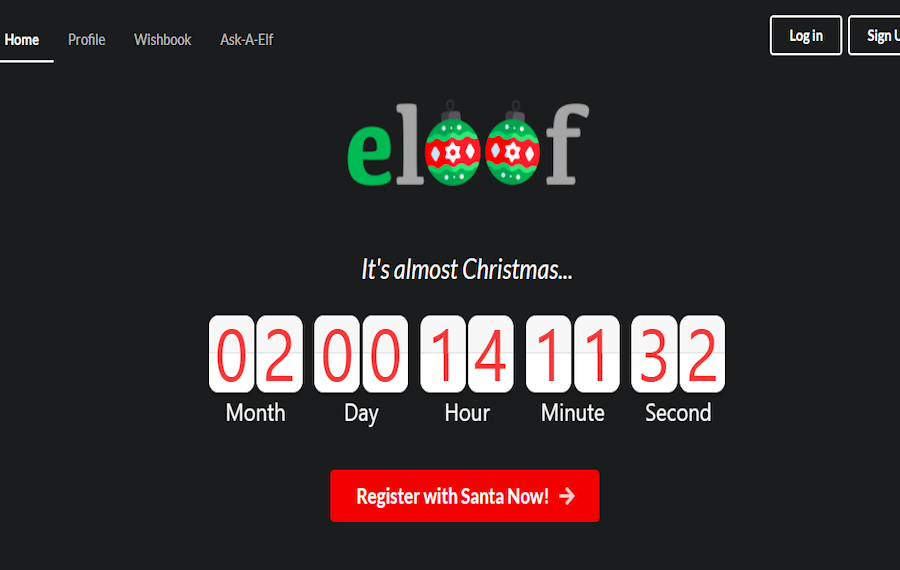 Home Profile Wishbook Ask-A-Elf Log in Sign U
eloof
It's almost Christmas...
02 00 14 11 32
Month Day Hour Minute Second
Register with Santa Now!